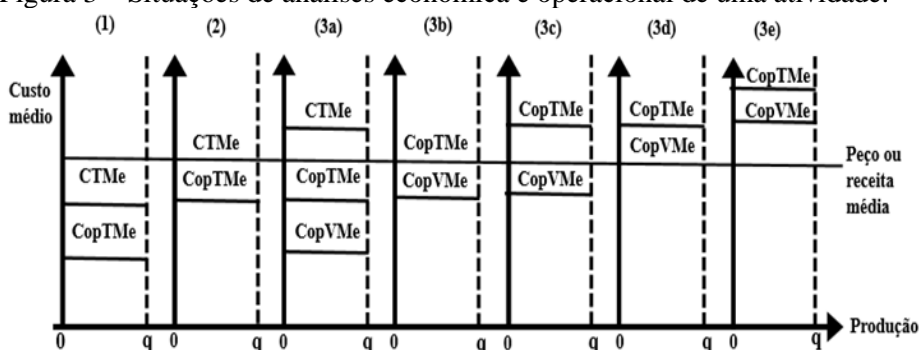 Figura 3 – Situações de análises econômica e operacional de uma atividade.
(1) (2) (3a) (3b) (3c) (3d) (3e)
Custo
médio
CTMe
CopTMe
CTMe
CopTMe
CTMe
CopTMe
CopVMe
CopTMe
CopVMe
CopTMe
CopVMe
CopTMe
CopVMe
CopTMe
CopVMe
Peço ou
receita
média
Produção
0 q 0 q 0 q 0 q 0 q 0 q 0 q